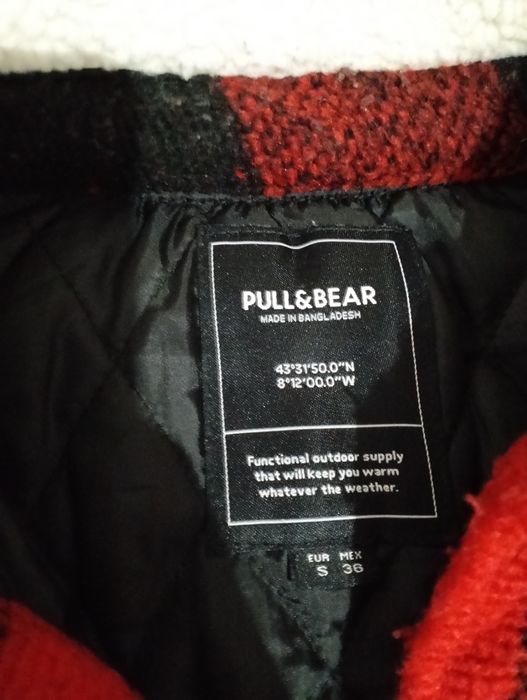 PULL&BEAR
MADE IN BANGLADESH
43°31'50.0"N
8°12'00.0"W
Functional outdoor supply
that will keep you warm
whatever the weather.
EUR MEX
S 36